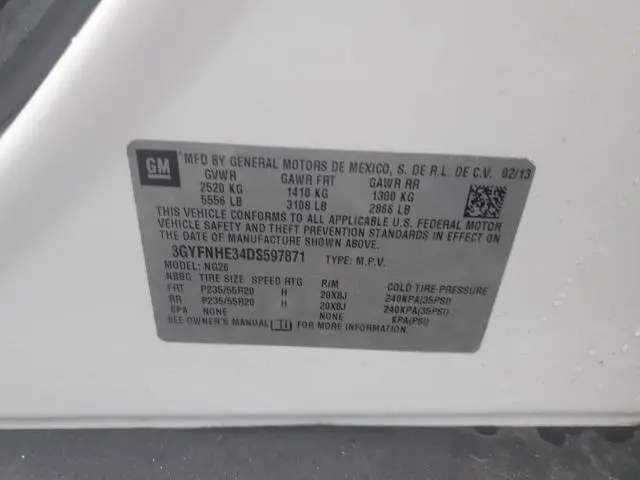 GM MFD BY GENERAL MOTORS DE MEXICO, S. DE R.L. DE C.V. 02/13
GVWR GAWR FRT GAWR RR
2520 KG 1410 KG 1300 KG
5556 LB 3108 LB 2866 LB
THIS VEHICLE CONFORMS TO ALL APPLICABLE U.S. FEDERAL MOTOR
VEHICLE SAFETY AND THEFT PREVENTION STANDARDS IN EFFECT ON
THE DATE OF MANUFACTURE SHOWN ABOVE.
3GYFNHE34DS597871 TYPE: M.P.V.
MODEL: NG26
NBBG TIRE SIZE SPEED RTG RIM COLD TIRE PRESSURE
FRT P235/55R20 H 20X8J 240KPA(35PSI)
RR P235/55R20 H 20X8J 240KPA(35PSI)
SPA NONE NONE KPA(PSI)
SEE OWNER'S MANUAL i FOR MORE INFORMATION.